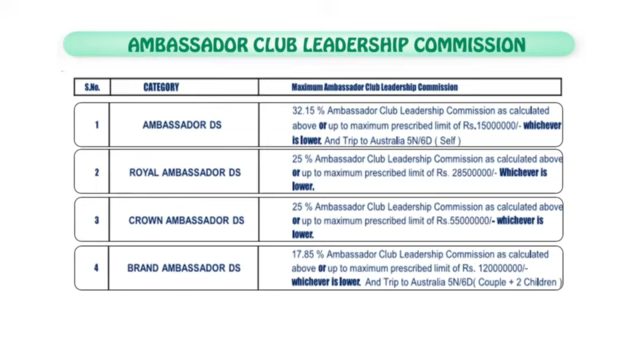 AMBASSADOR CLUB LEADERSHIP COMMISSION
S.No. CATEGORY Maximum Ambassador Club Leadership Commission
1 AMBASSADOR DS 32.15 % Ambassador Club Leadership Commission as calculated
above or up to maximum prescribed limit of Rs.15000000/- whichever
is lower. And Trip to Australia 5N/6D ( Self )
2 ROYAL AMBASSADOR DS 25 % Ambassador Club Leadership Commission as calculated above
or up to maximum prescribed limit of Rs. 28500000/- Whichever is
lower.
3 CROWN AMBASSADOR DS 25 % Ambassador Club Leadership Commission as calculated above
or up to maximum prescribed limit of Rs.55000000/- whichever is
lower.
4 BRAND AMBASSADOR DS 17.85 % Ambassador Club Leadership Commission as calculated
above or up to maximum prescribed limit of Rs. 120000000/-
whichever is lower. And Trip to Australia 5N/6D( Couple + 2 Children )